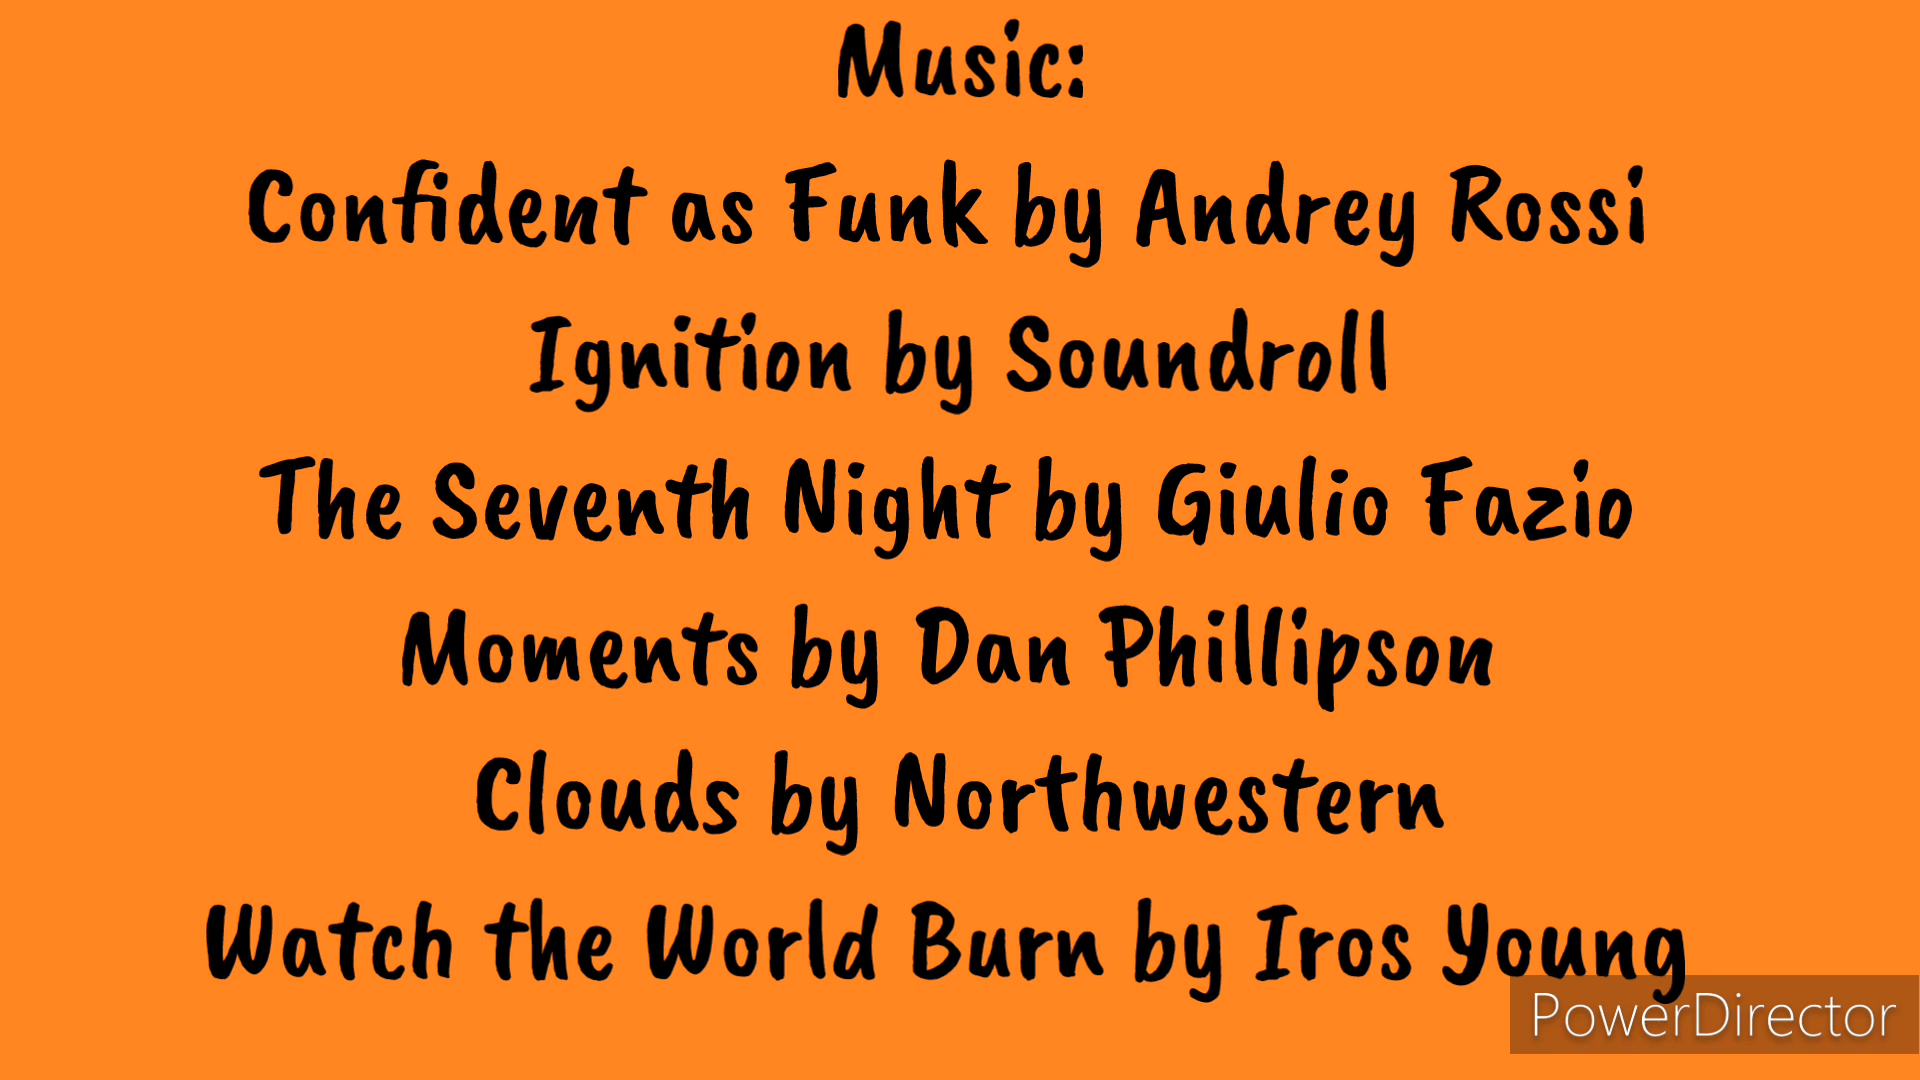 Music:
Confident as Funk by Andrey Rossi
Ignition by Soundroll
The Seventh Night by Giulio Fazio
Moments by Dan Phillipson
Clouds by Northwestern
Watch the World Burn by Iros Young
PowerDirector